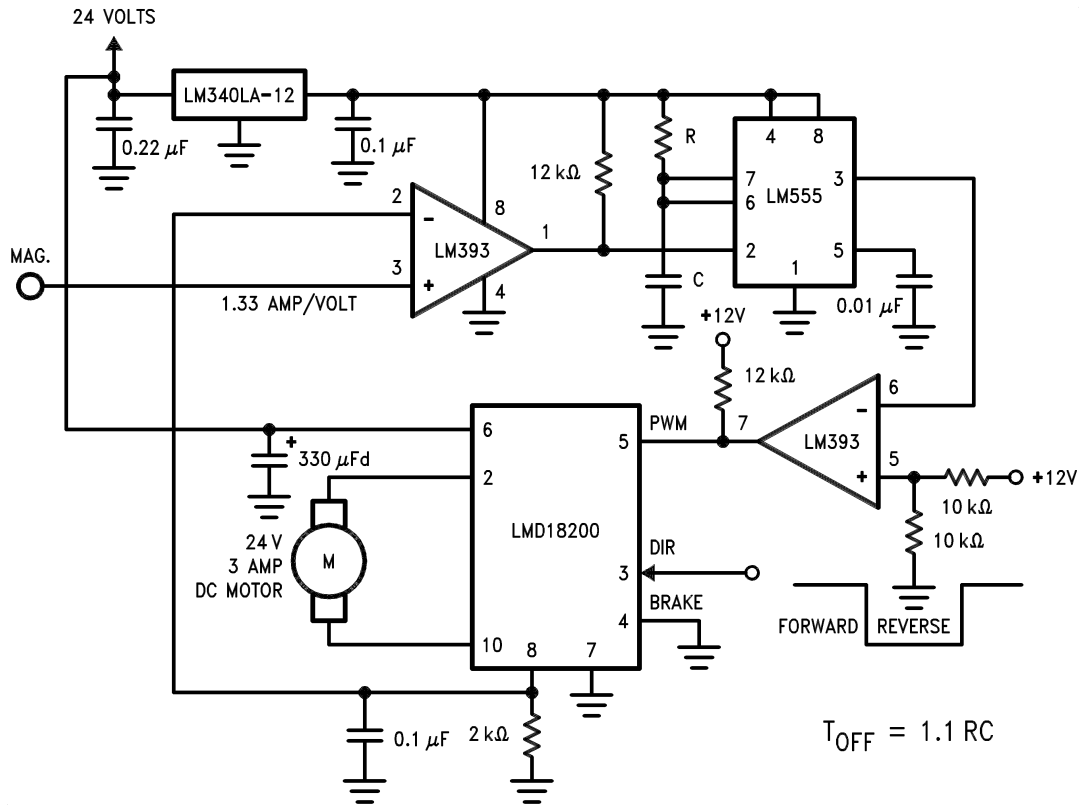 24 VOLTS
LM340LA-12
0.22 µF
0.1 µF
12 kΩ
R
4
8
7
6
LM555
3
2
8
1
2
5
LM393
MAG.
3
4
C
1
0.01 µF
1.33 AMP/VOLT
+12V
12 kΩ
6
PWM
7
LM393
6
5
5
+12V
+
330 µFd
2
10 kΩ
10 kΩ
LMD18200
24 V
3 AMP
DC MOTOR
M
DIR
3
BRAKE
4
FORWARD
REVERSE
10
8
7
0.1 µF
2 kΩ
T_OFF = 1.1 RC